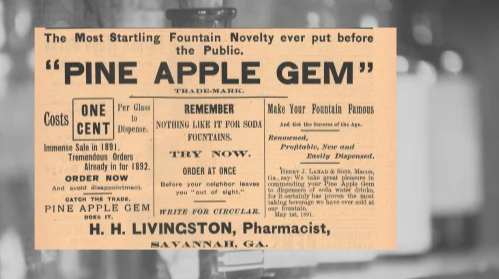 The Most Startling Fountain Novelty ever put before
the Public.
"PINE APPLE GEM"
TRADE-MARK.
Costs ONE CENT Per Glass to Dispense.
Immense Sale in 1891.
Tremendous Orders
Already in for 1892.
ORDER NOW
And avoid disappointment.
CATCH THE TRADE.
PINE APPLE GEM
DOES IT.
REMEMBER
NOTHING LIKE IT FOR SODA
FOUNTAINS.
TRY NOW.
ORDER AT ONCE
Before your neighbor leaves
you "out of sight."
WRITE FOR CIRCULAR.
Make Your Fountain Famous
And Get the Success of the Age.
Renowned,
Profitable, New and
Easily Dispensed.
HENRY J. LAMAR & SONS, Macon,
Ga., say: We take great pleasure in
commending your Pine Apple Gem
to dispensers of soda water drinks,
for it certainly has proven the most
taking beverage we have ever sold at
our fountain.
May 1st, 1891.
H. H. LIVINGSTON, Pharmacist,
SAVANNAH, GA.